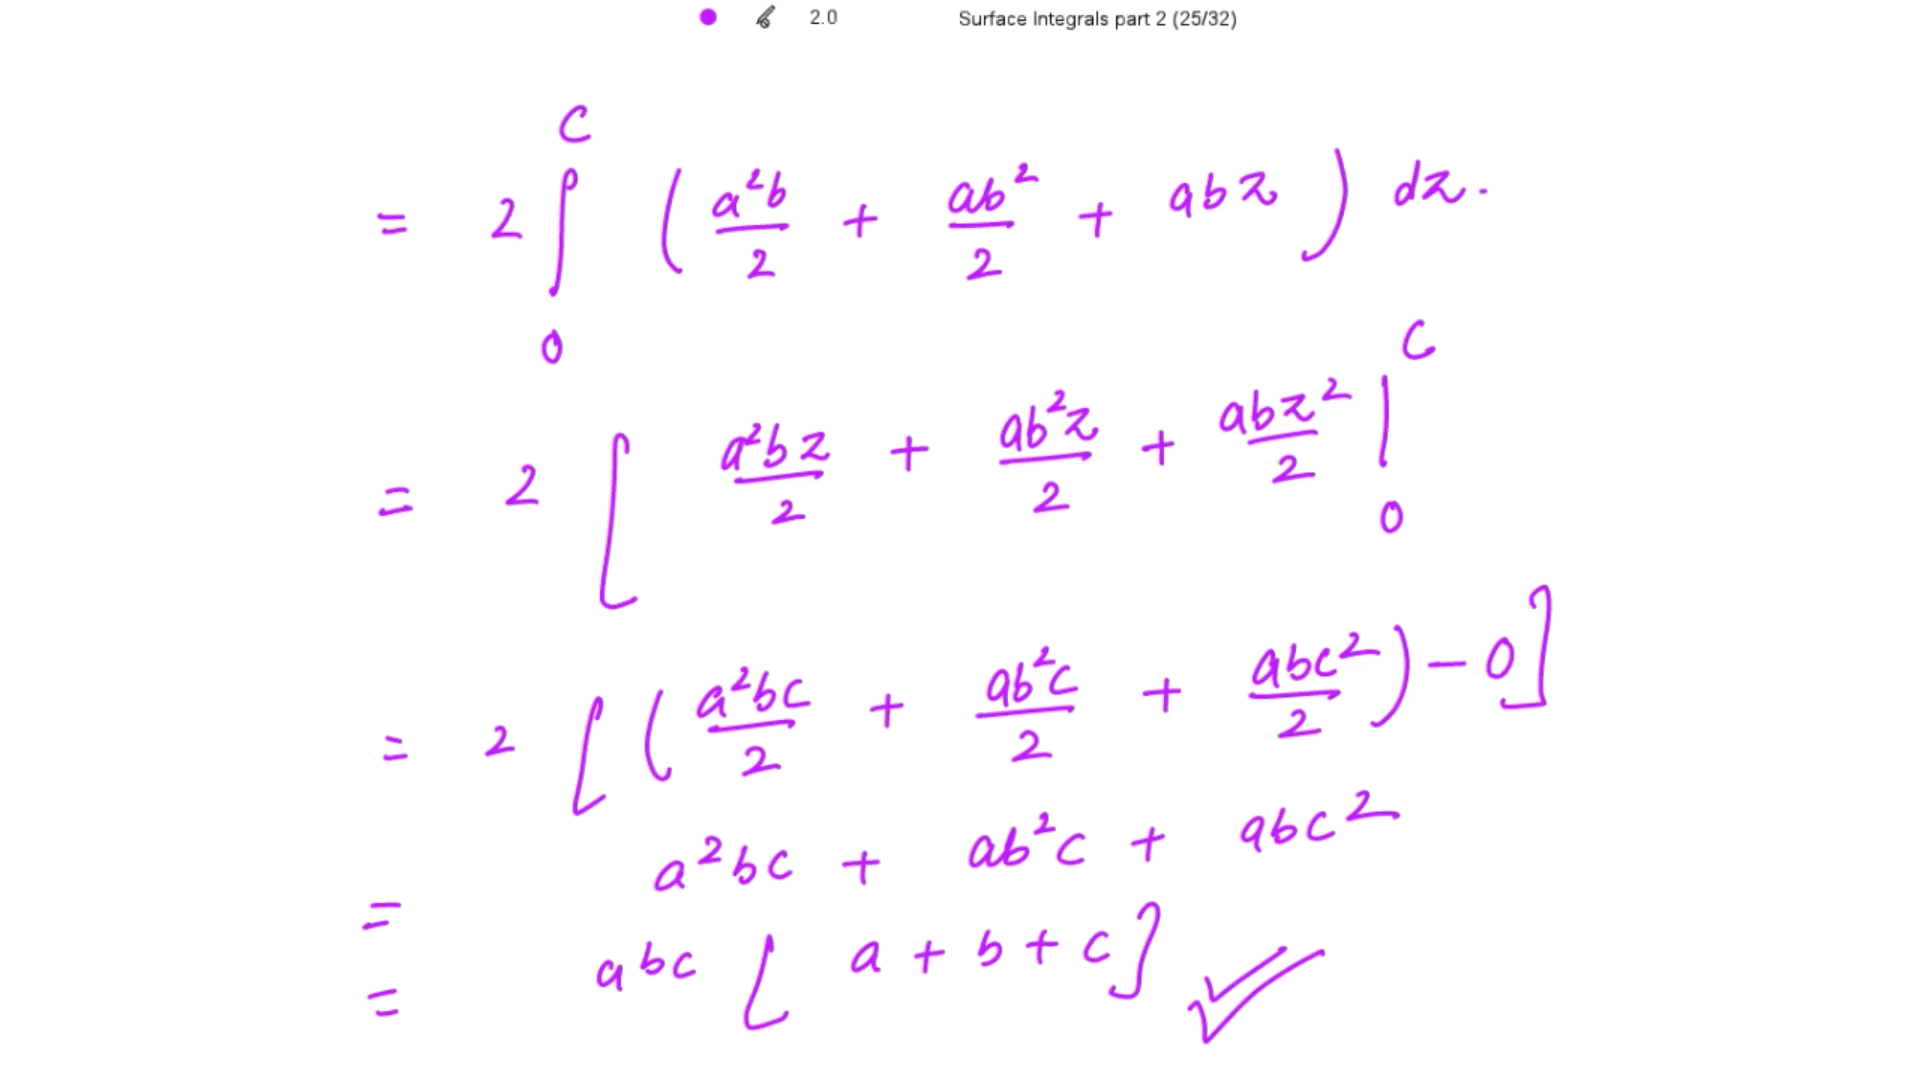 2.0 Surface Integrals part 2 (25/32)
= 2 ∫₀ᶜ ( a²b/2 + ab²/2 + abz ) dz.
= 2 [ a²bz/2 + ab²z/2 + abz²/2 |₀ᶜ
= 2 [ ( a²bc/2 + ab²c/2 + abc²/2 ) - 0 ]
= a²bc + ab²c + abc²
= abc [ a + b + c ]